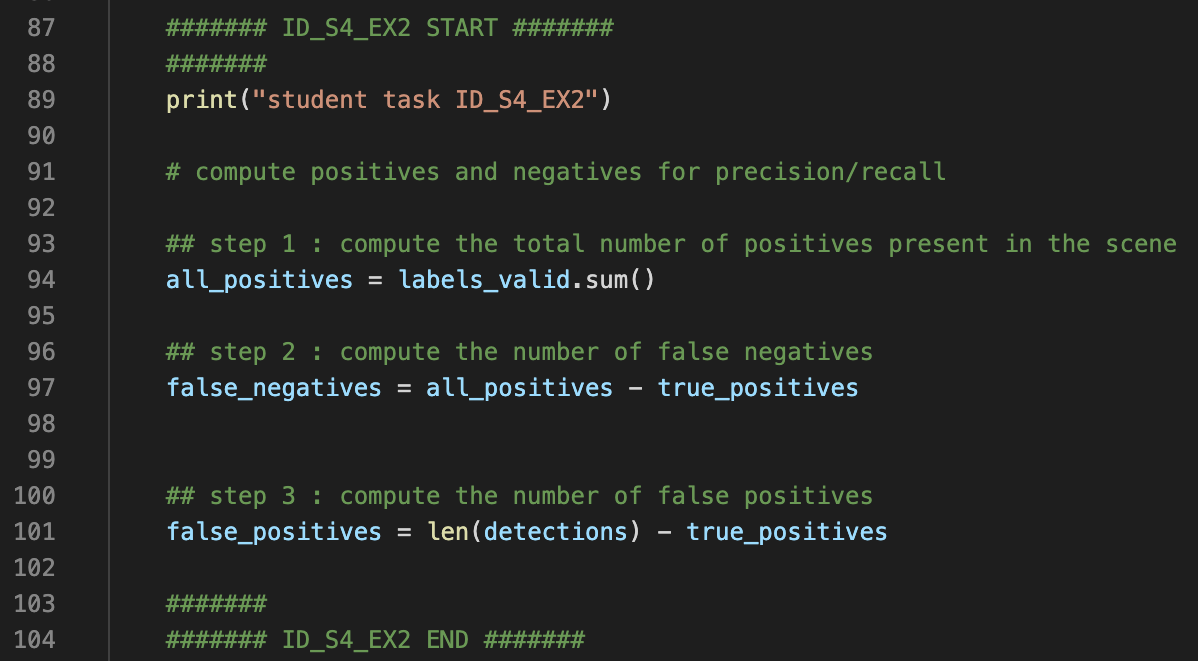 87 ####### ID_S4_EX2 START #######
88 #######
89 print("student task ID_S4_EX2")
90
91 # compute positives and negatives for precision/recall
92
93 ## step 1 : compute the total number of positives present in the scene
94 all_positives = labels_valid.sum()
95
96 ## step 2 : compute the number of false negatives
97 false_negatives = all_positives - true_positives
98
99
100 ## step 3 : compute the number of false positives
101 false_positives = len(detections) - true_positives
102
103 #######
104 ####### ID_S4_EX2 END #######